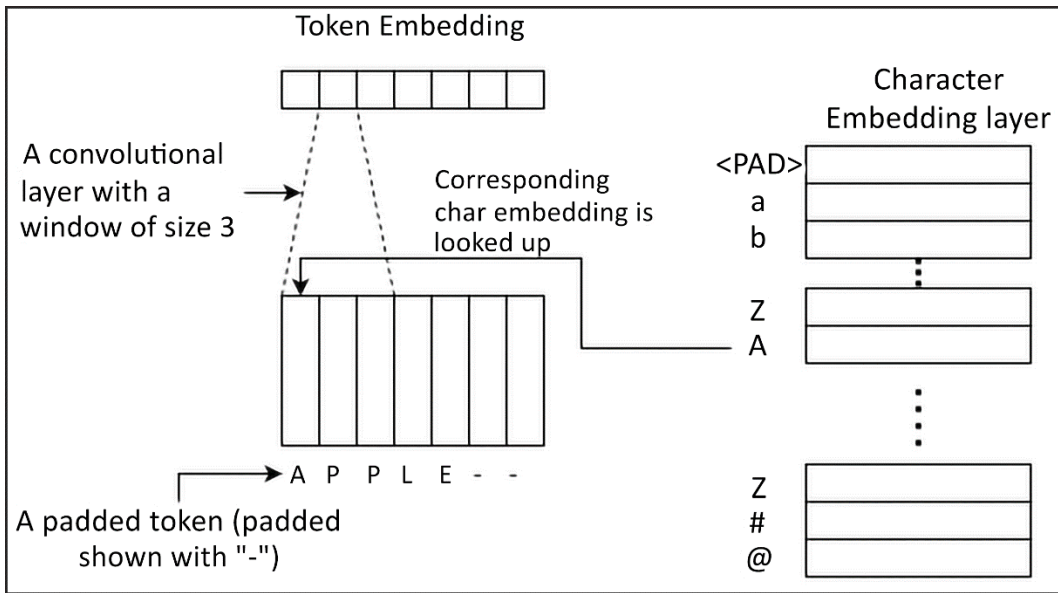 Token Embedding
A convolutional
layer with a
window of size 3
Corresponding
char embedding is
looked up
A P P L E - -
A padded token (padded
shown with "-")
Character
Embedding layer
<PAD>
a
b
Z
A
Z
#
@